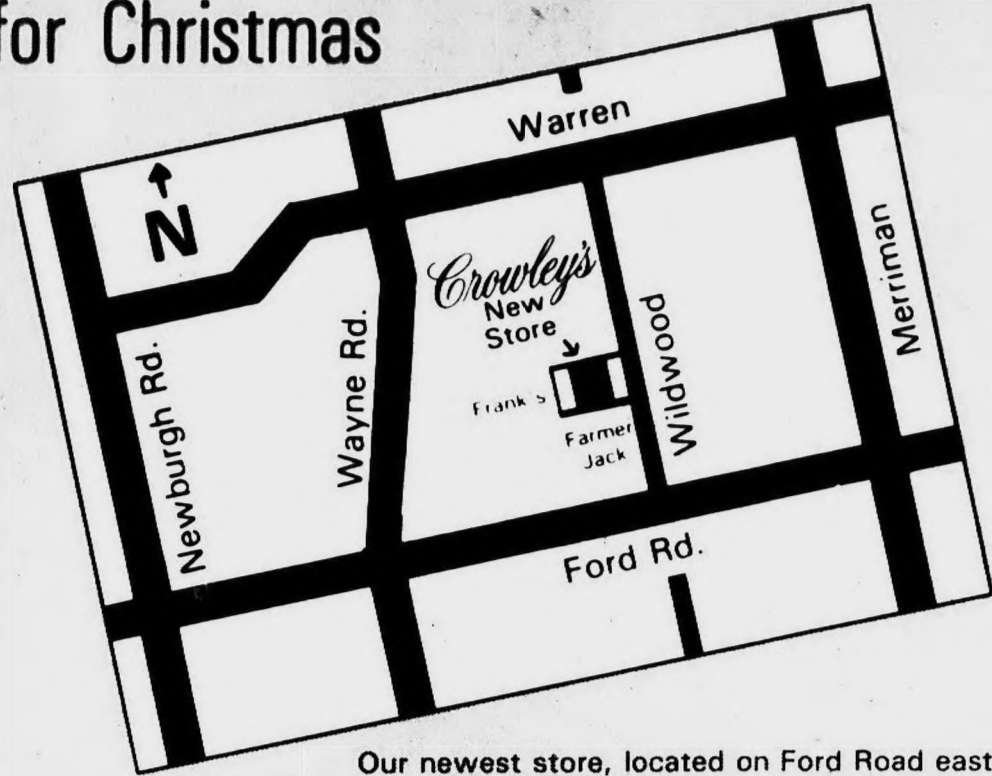 for Christmas
Warren
N
Crowley's
New
Store
Frank's
Farmer
Jack
Wildwood
Merriman
Wayne Rd.
Newburgh Rd.
Ford Rd.
Our newest store, located on Ford Road east